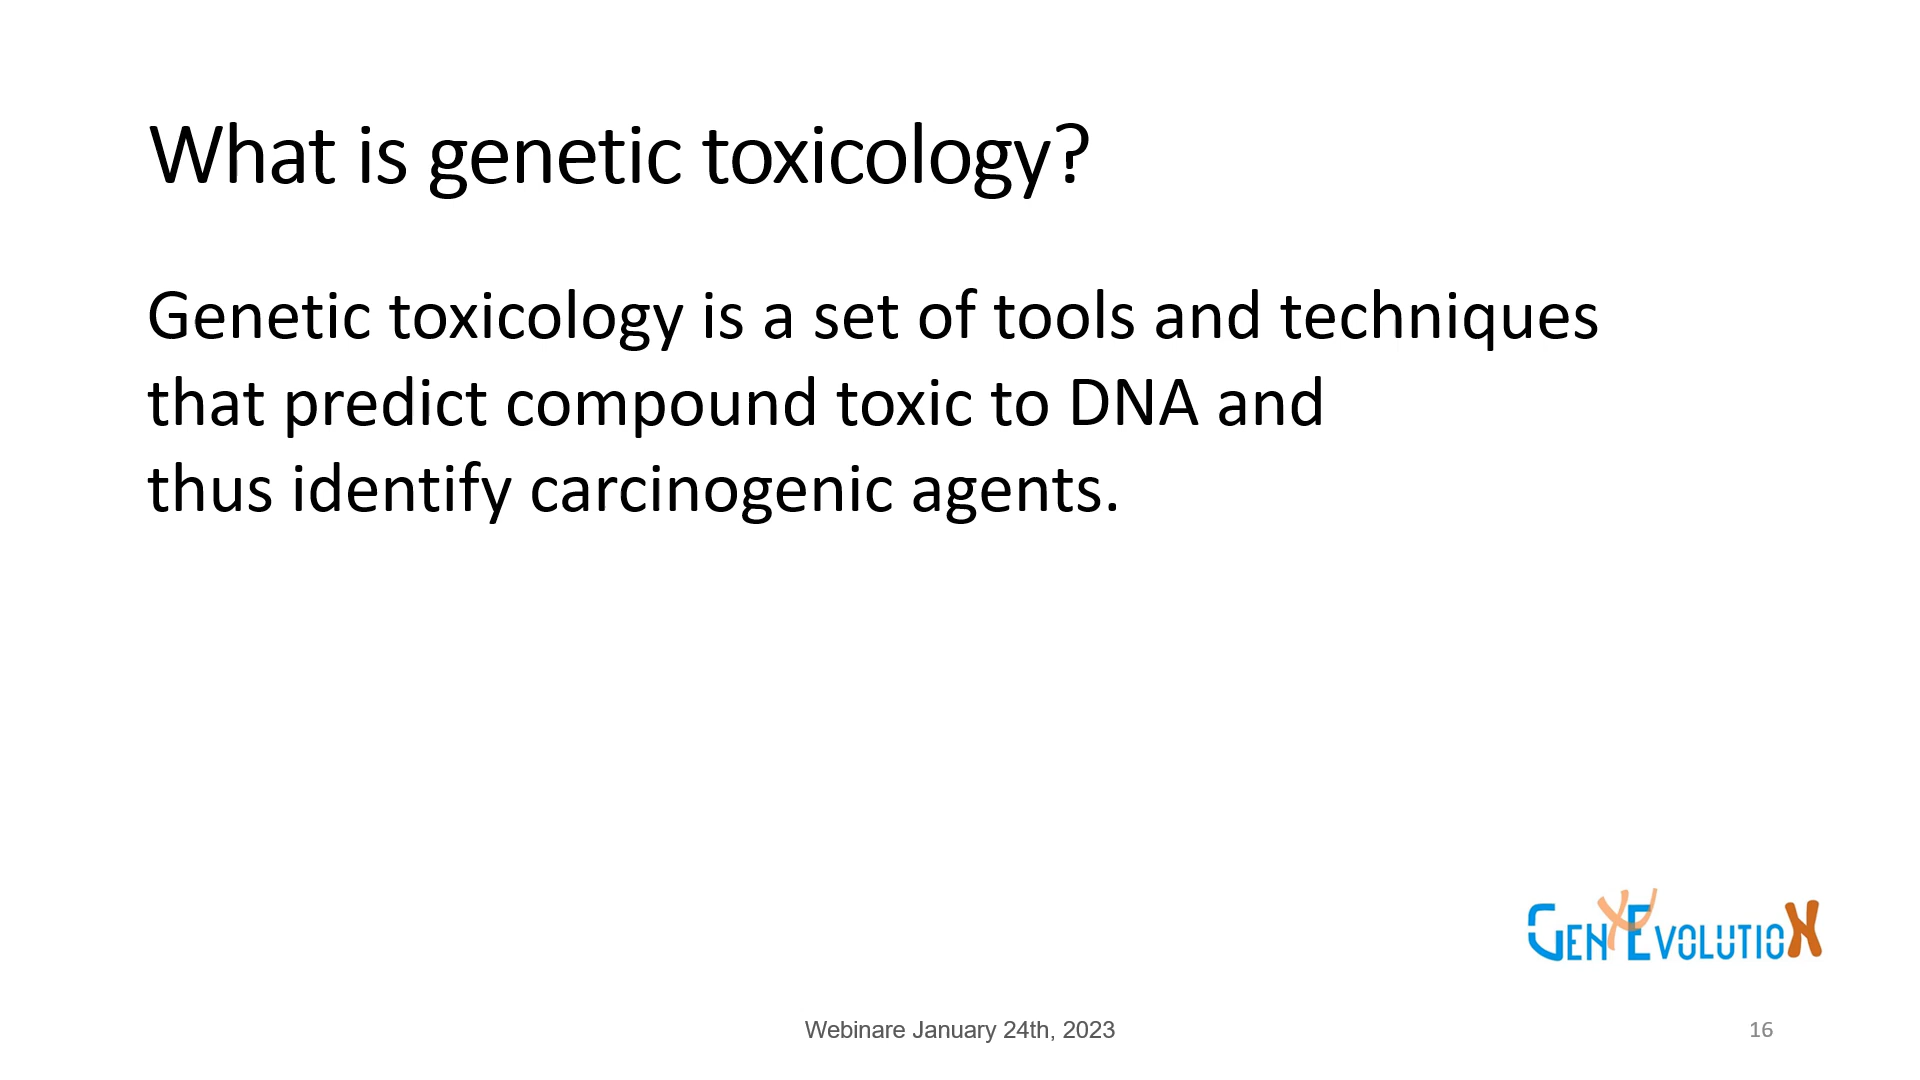 What is genetic toxicology?
Genetic toxicology is a set of tools and techniques
that predict compound toxic to DNA and
thus identify carcinogenic agents.
GenEvolutioN
Webinare January 24th, 2023
16